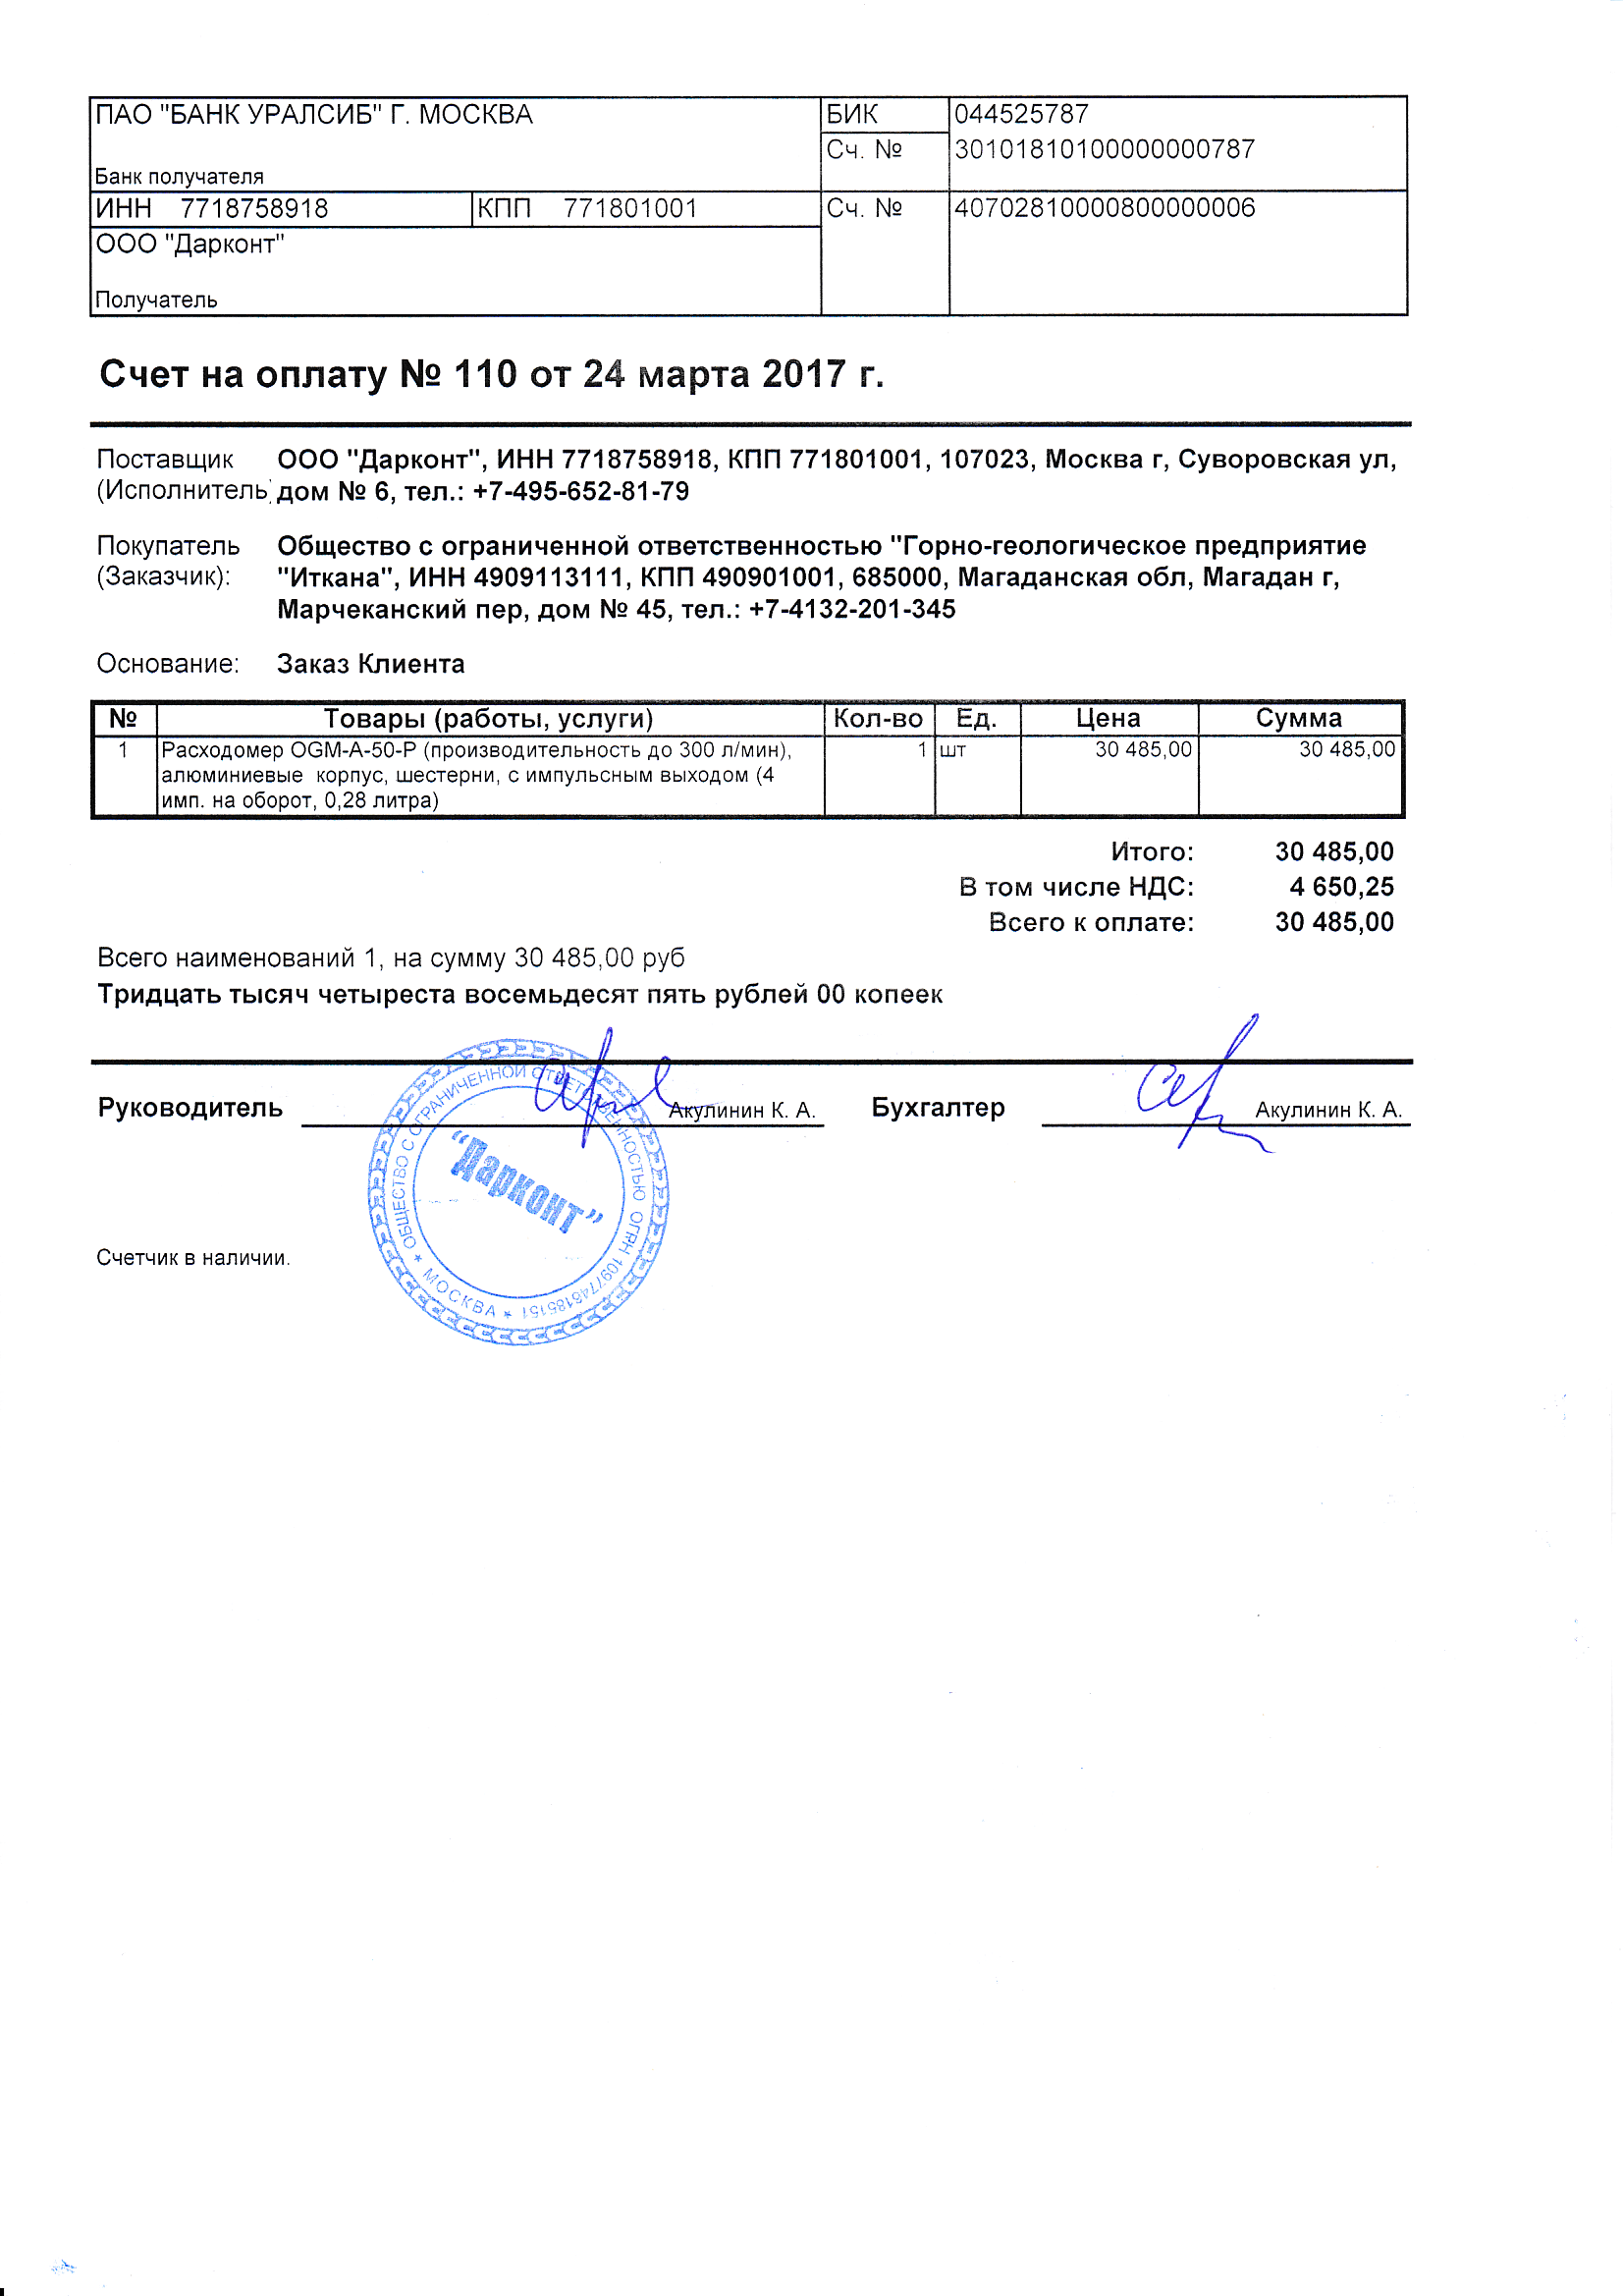 ПАО "БАНК УРАЛСИБ" Г. МОСКВА
БИК 044525787
Сч. № 30101810100000000787
Банк получателя
ИНН 7718758918 КПП 771801001 Сч. № 40702810000800000006
ООО "Дарконт"
Получатель
Счет на оплату № 110 от 24 марта 2017 г.
Поставщик ООО "Дарконт", ИНН 7718758918, КПП 771801001, 107023, Москва г, Суворовская ул,
(Исполнитель) дом № 6, тел.: +7-495-652-81-79
Покупатель Общество с ограниченной ответственностью "Горно-геологическое предприятие
(Заказчик): "Иткана", ИНН 4909113111, КПП 490901001, 685000, Магаданская обл, Магадан г,
Марчеканский пер, дом № 45, тел.: +7-4132-201-345
Основание: Заказ Клиента
№ Товары (работы, услуги) Кол-во Ед. Цена Сумма
1 Расходомер OGM-A-50-P (производительность до 300 л/мин), 1 шт 30 485,00 30 485,00
алюминиевые корпус, шестерни, с импульсным выходом (4
имп. на оборот, 0,28 литра)
Итого: 30 485,00
В том числе НДС: 4 650,25
Всего к оплате: 30 485,00
Всего наименований 1, на сумму 30 485,00 руб
Тридцать тысяч четыреста восемьдесят пять рублей 00 копеек
Руководитель Акулинин К. А. Бухгалтер Акулинин К. А.
ОБЩЕСТВО С ОГРАНИЧЕННОЙ ОТВЕТСТВЕННОСТЬЮ ОГРН 1097746185151 * МОСКВА *
"Дарконт"
Счетчик в наличии.